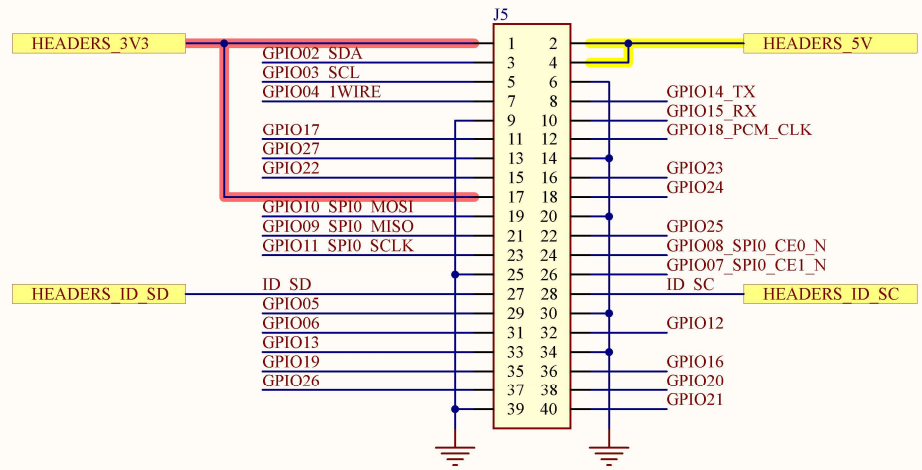 J5
HEADERS_3V3 1 2 HEADERS_5V
GPIO02_SDA 3 4
GPIO03_SCL 5 6
GPIO04_1WIRE 7 8 GPIO14_TX
9 10 GPIO15_RX
GPIO17 11 12 GPIO18_PCM_CLK
GPIO27 13 14
GPIO22 15 16 GPIO23
17 18 GPIO24
GPIO10_SPI0_MOSI 19 20
GPIO09_SPI0_MISO 21 22 GPIO25
GPIO11_SPI0_SCLK 23 24 GPIO08_SPI0_CE0_N
25 26 GPIO07_SPI0_CE1_N
HEADERS_ID_SD ID_SD 27 28 ID_SC HEADERS_ID_SC
GPIO05 29 30
GPIO06 31 32 GPIO12
GPIO13 33 34
GPIO19 35 36 GPIO16
GPIO26 37 38 GPIO20
39 40 GPIO21